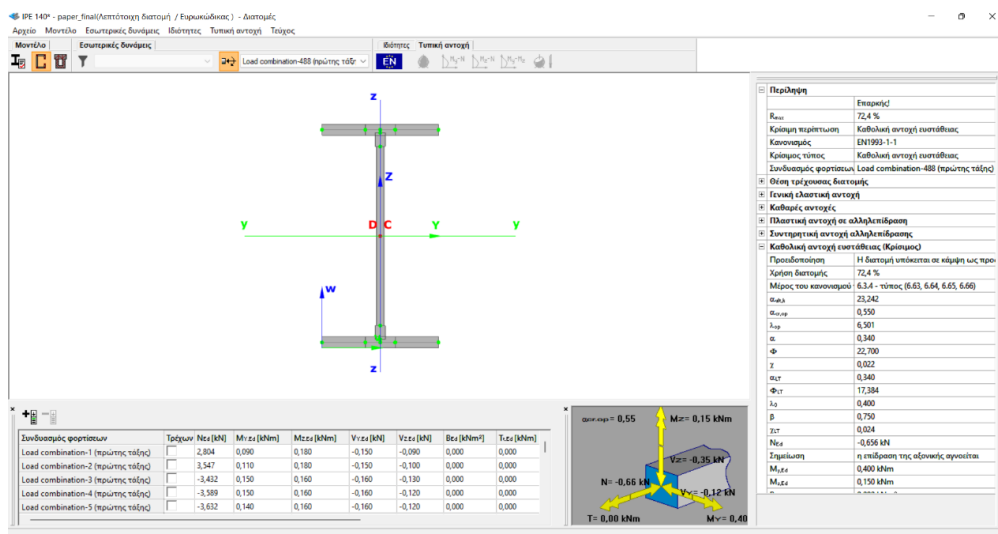 IPE 140* - paper_final(Λεπτότοιχη διατομή / Ευρωκώδικας ) - Διατομές
Αρχείο Μοντέλο Εσωτερικές δυνάμεις Ιδιότητες Τυπική αντοχή Τεύχος
Μοντέλο Εσωτερικές δυνάμεις Ιδιότητες Τυπική αντοχή
Load combination-488 (πρώτης τάξης) EN
z
Z
y D C Y y
w
z
Περίληψη
Επαρκής!
Rmax 72,4 %
Κρίσιμη περίπτωση Καθολική αντοχή ευστάθειας
Κανονισμός EN1993-1-1
Κρίσιμος τύπος Καθολική αντοχή ευστάθειας
Συνδυασμός φορτίσεων Load combination-488 (πρώτης τάξης)
Θέση τρέχουσας διατομής
Γενική ελαστική αντοχή
Καθαρές αντοχές
Πλαστική αντοχή σε αλληλεπίδραση
Συντηρητική αντοχή αλληλεπίδρασης
Καθολική αντοχή ευστάθειας (Κρίσιμος)
Προειδοποίηση Η διατομή υπόκειται σε κάμψη ως προ
Χρήση διατομής 72,4 %
Μέρος του κανονισμού 6.3.4 - τύπος (6.63, 6.64, 6.65, 6.66)
αult,k 23,242
αcr,op 0,550
λop 6,501
α 0,340
Φ 22,700
χ 0,022
αLT 0,340
ΦLT 17,384
λ0 0,400
β 0,750
χLT 0,024
NEd -0,656 kN
Σημείωση η επίδραση της αξονικής αγνοείται
My,Ed 0,400 kNm
Mz,Ed 0,150 kNm
Συνδυασμός φορτίσεων Τρέχων NEd [kN] MY.Ed [kNm] MZ.Ed [kNm] VY.Ed [kN] VZ.Ed [kN] BEd [kNm²] Tt.Ed [kNm]
Load combination-1 (πρώτης τάξης) 2,804 0,090 0,180 -0,150 -0,090 0,000 0,000
Load combination-2 (πρώτης τάξης) 3,547 0,110 0,180 -0,150 -0,100 0,000 0,000
Load combination-3 (πρώτης τάξης) -3,432 0,150 0,160 -0,160 -0,130 0,000 0,000
Load combination-4 (πρώτης τάξης) -3,589 0,150 0,160 -0,160 -0,120 0,000 0,000
Load combination-5 (πρώτης τάξης) -3,632 0,140 0,160 -0,160 -0,120 0,000 0,000
= 0,55 Mz= 0,15 kNm
Vz= -0,35 kN
N= -0,66 kN
Vy= -0,12 kN
T= 0,00 kNm My= 0,40